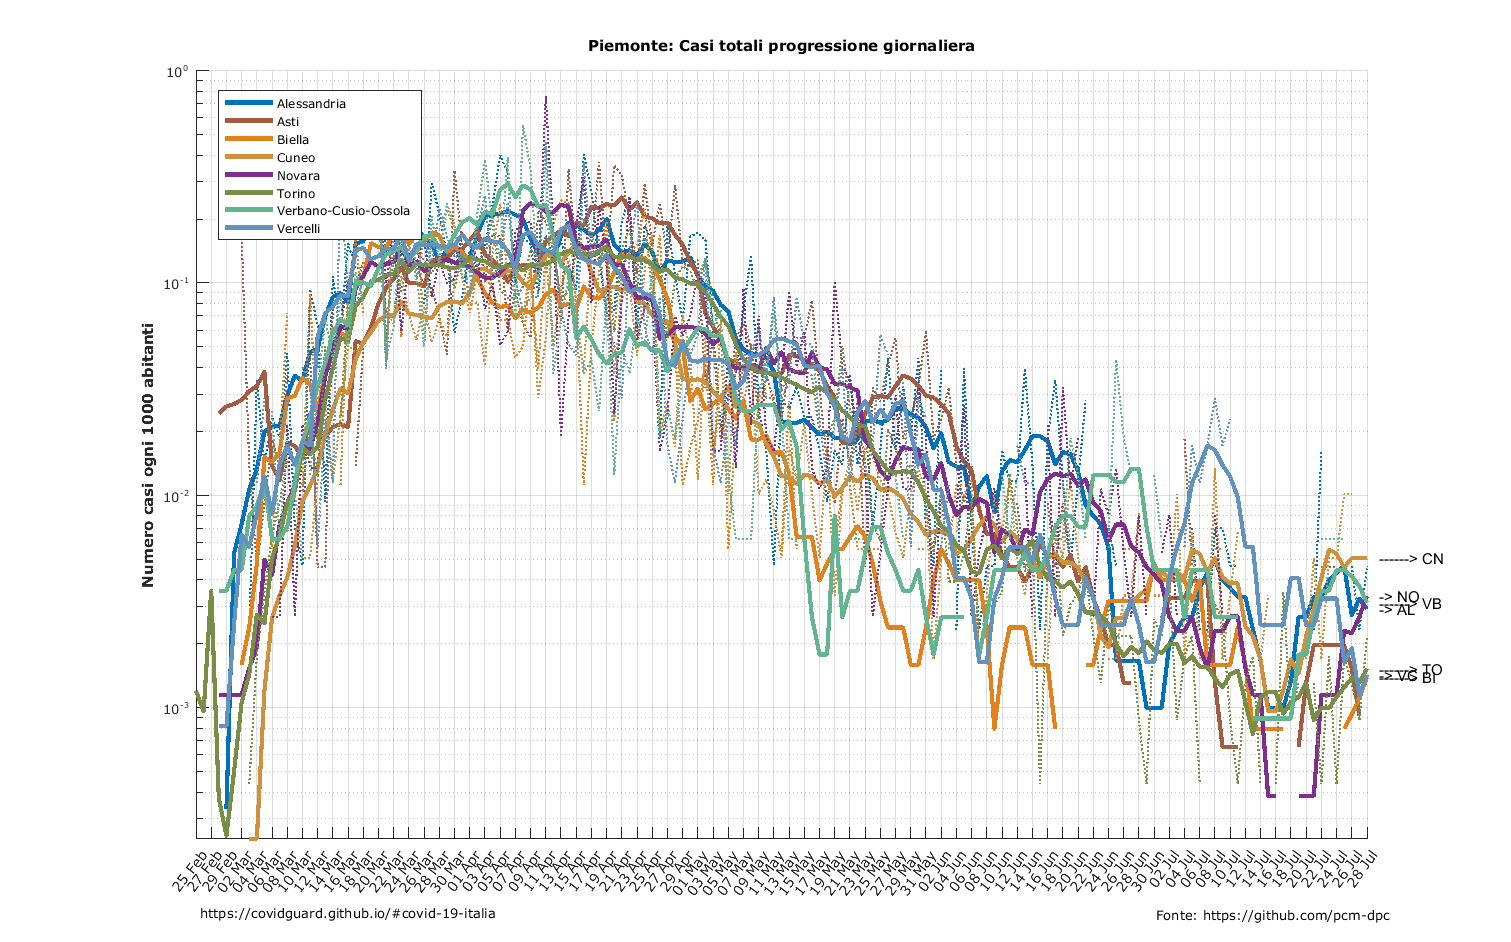 Piemonte: Casi totali progressione giornaliera
10⁰
Alessandria
Asti
Biella
Cuneo
Novara
Torino
Verbano-Cusio-Ossola
Vercelli
10⁻¹
10⁻²
10⁻³
Numero casi ogni 1000 abitanti
------> CN
-> NO
------> VB
-> AL
------> TO
-> VC
------> BI
25 Feb
27 Feb
29 Feb
02 Mar
04 Mar
06 Mar
08 Mar
10 Mar
12 Mar
14 Mar
16 Mar
18 Mar
20 Mar
22 Mar
24 Mar
26 Mar
28 Mar
30 Mar
01 Apr
03 Apr
05 Apr
07 Apr
09 Apr
11 Apr
13 Apr
15 Apr
17 Apr
19 Apr
21 Apr
23 Apr
25 Apr
27 Apr
29 Apr
01 May
03 May
05 May
07 May
09 May
11 May
13 May
15 May
17 May
19 May
21 May
23 May
25 May
27 May
29 May
31 May
02 Jun
04 Jun
06 Jun
08 Jun
10 Jun
12 Jun
14 Jun
16 Jun
18 Jun
20 Jun
22 Jun
24 Jun
26 Jun
28 Jun
30 Jun
02 Jul
04 Jul
06 Jul
08 Jul
10 Jul
12 Jul
14 Jul
16 Jul
18 Jul
20 Jul
22 Jul
24 Jul
26 Jul
28 Jul
https://covidguard.github.io/#covid-19-italia
Fonte: https://github.com/pcm-dpc